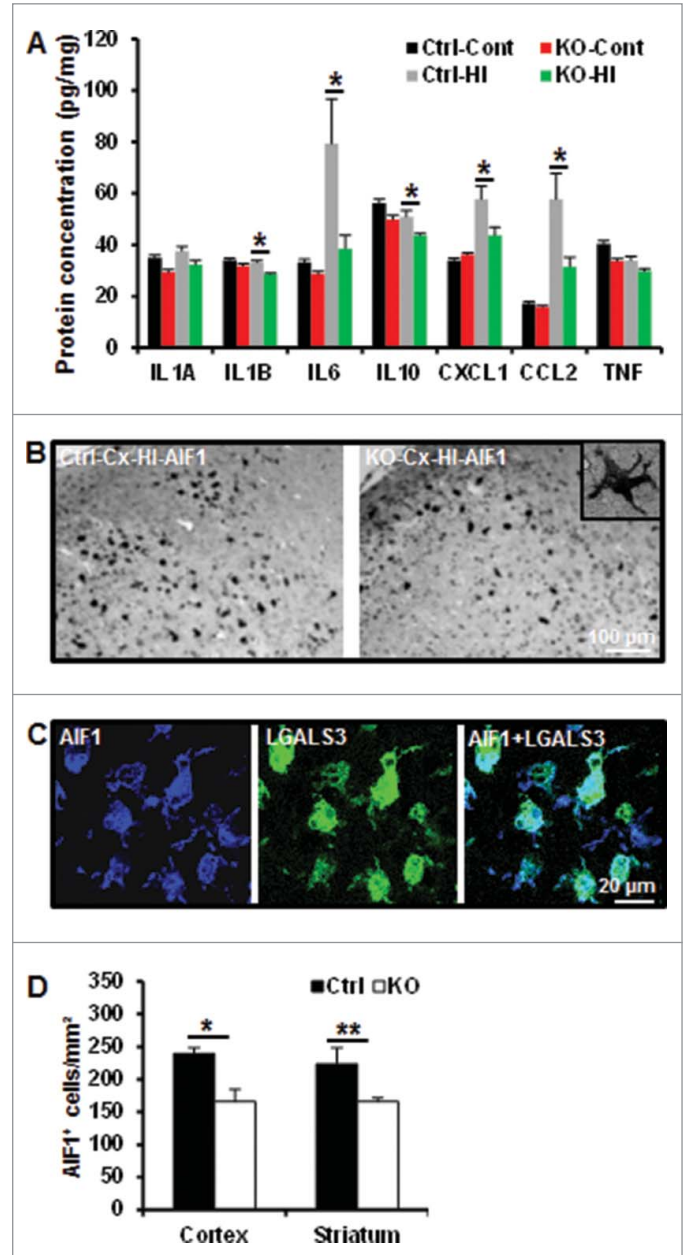 A
Ctrl-Cont KO-Cont
Ctrl-HI KO-HI
Protein concentration (pg/mg)
120
100
80
60
40
20
0
* * * * *
IL1A IL1B IL6 IL10 CXCL1 CCL2 TNF
B
Ctrl-Cx-HI-AIF1 KO-Cx-HI-AIF1
100 µm
C
AIF1 LGALS3 AIF1+LGALS3
20 µm
D
Ctrl KO
AIF1⁺ cells/mm²
350
300
250
200
150
100
50
0
* **
Cortex Striatum